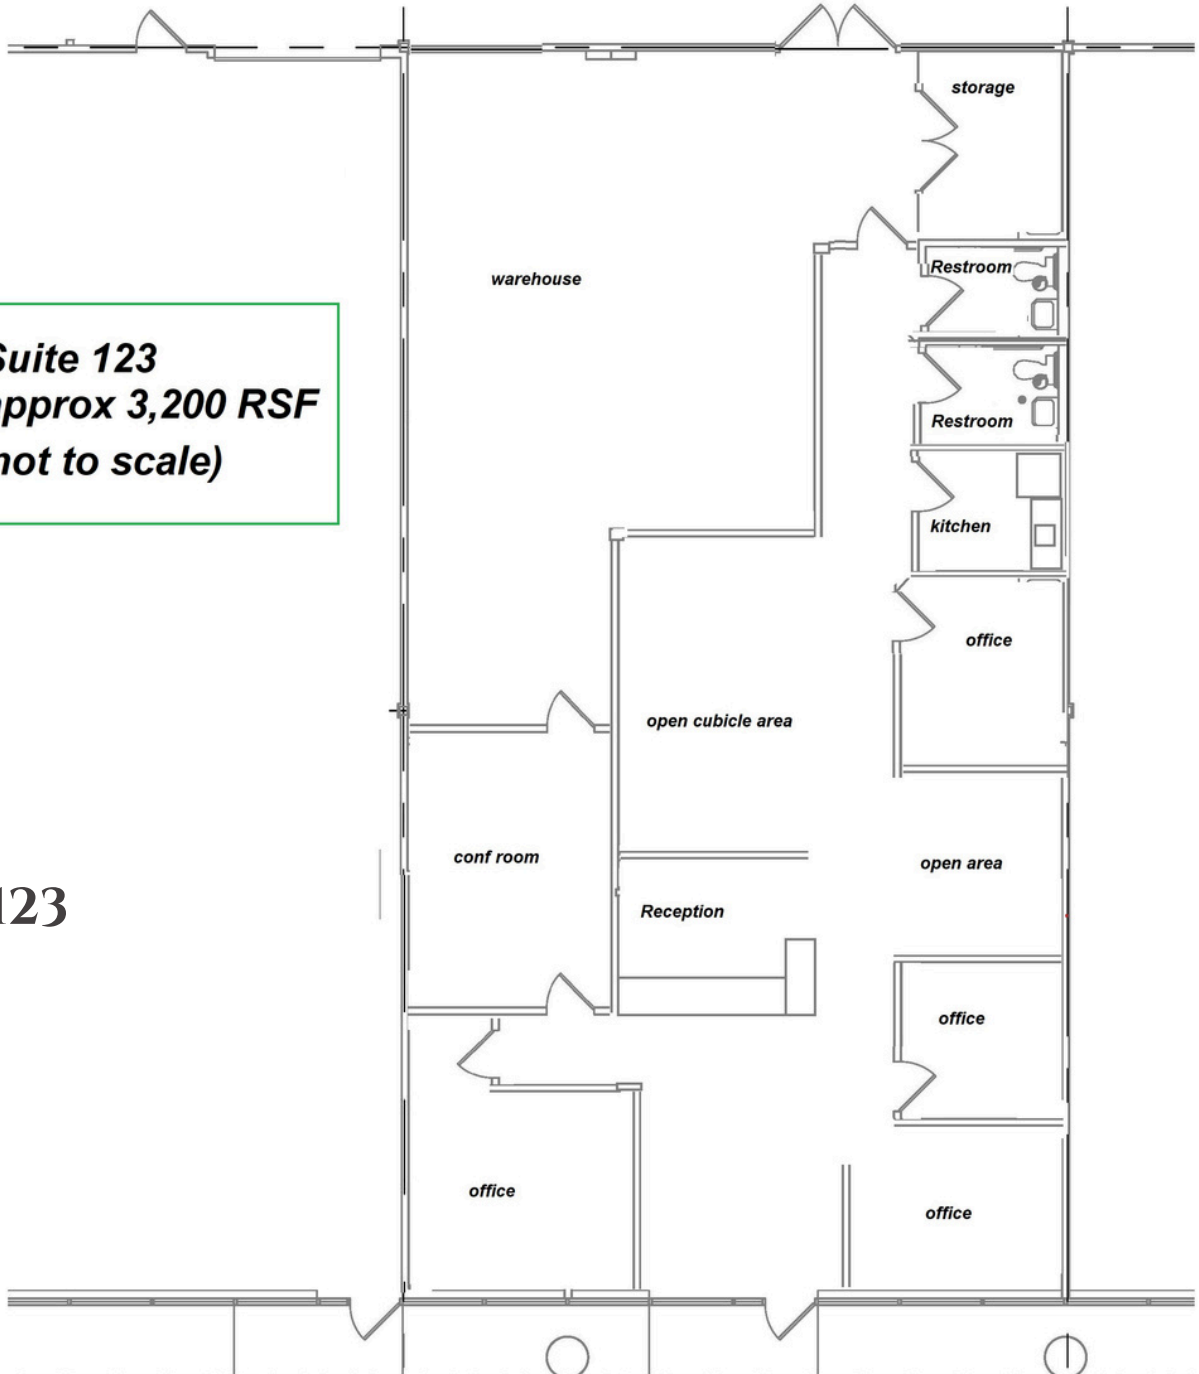 storage
warehouse
Restroom
Suite 123
approx 3,200 RSF
not to scale)
Restroom
kitchen
office
open cubicle area
conf room
open area
123
Reception
office
office
office